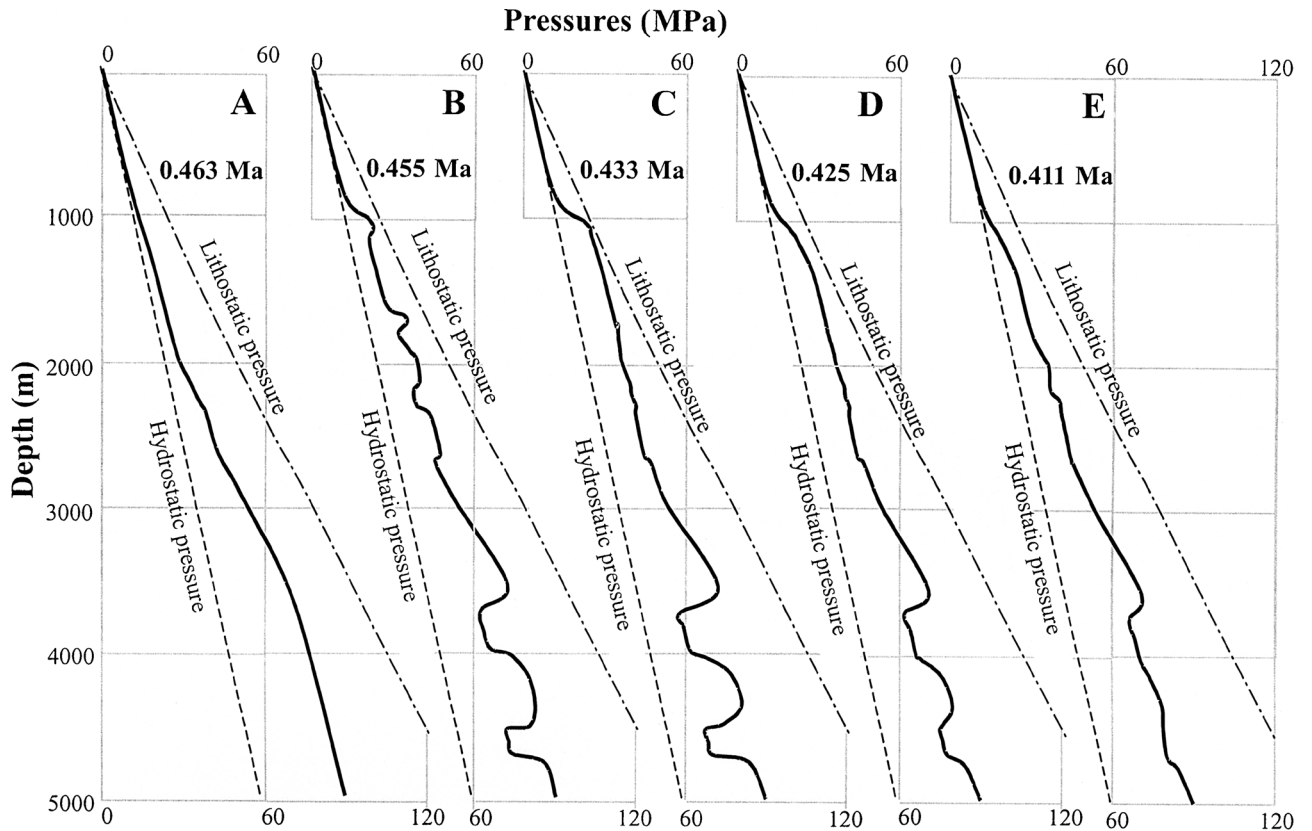 Pressures (MPa)
0 60 0 60 0 60 0 60 0 60 120
A B C D E
0.463 Ma 0.455 Ma 0.433 Ma 0.425 Ma 0.411 Ma
Depth (m)
1000
2000
3000
4000
5000
Lithostatic pressure
Hydrostatic pressure
Lithostatic pressure
Hydrostatic pressure
Lithostatic pressure
Hydrostatic pressure
Lithostatic pressure
Hydrostatic pressure
Lithostatic pressure
Hydrostatic pressure
0 60 120 60 120 60 120 60 120 60 120